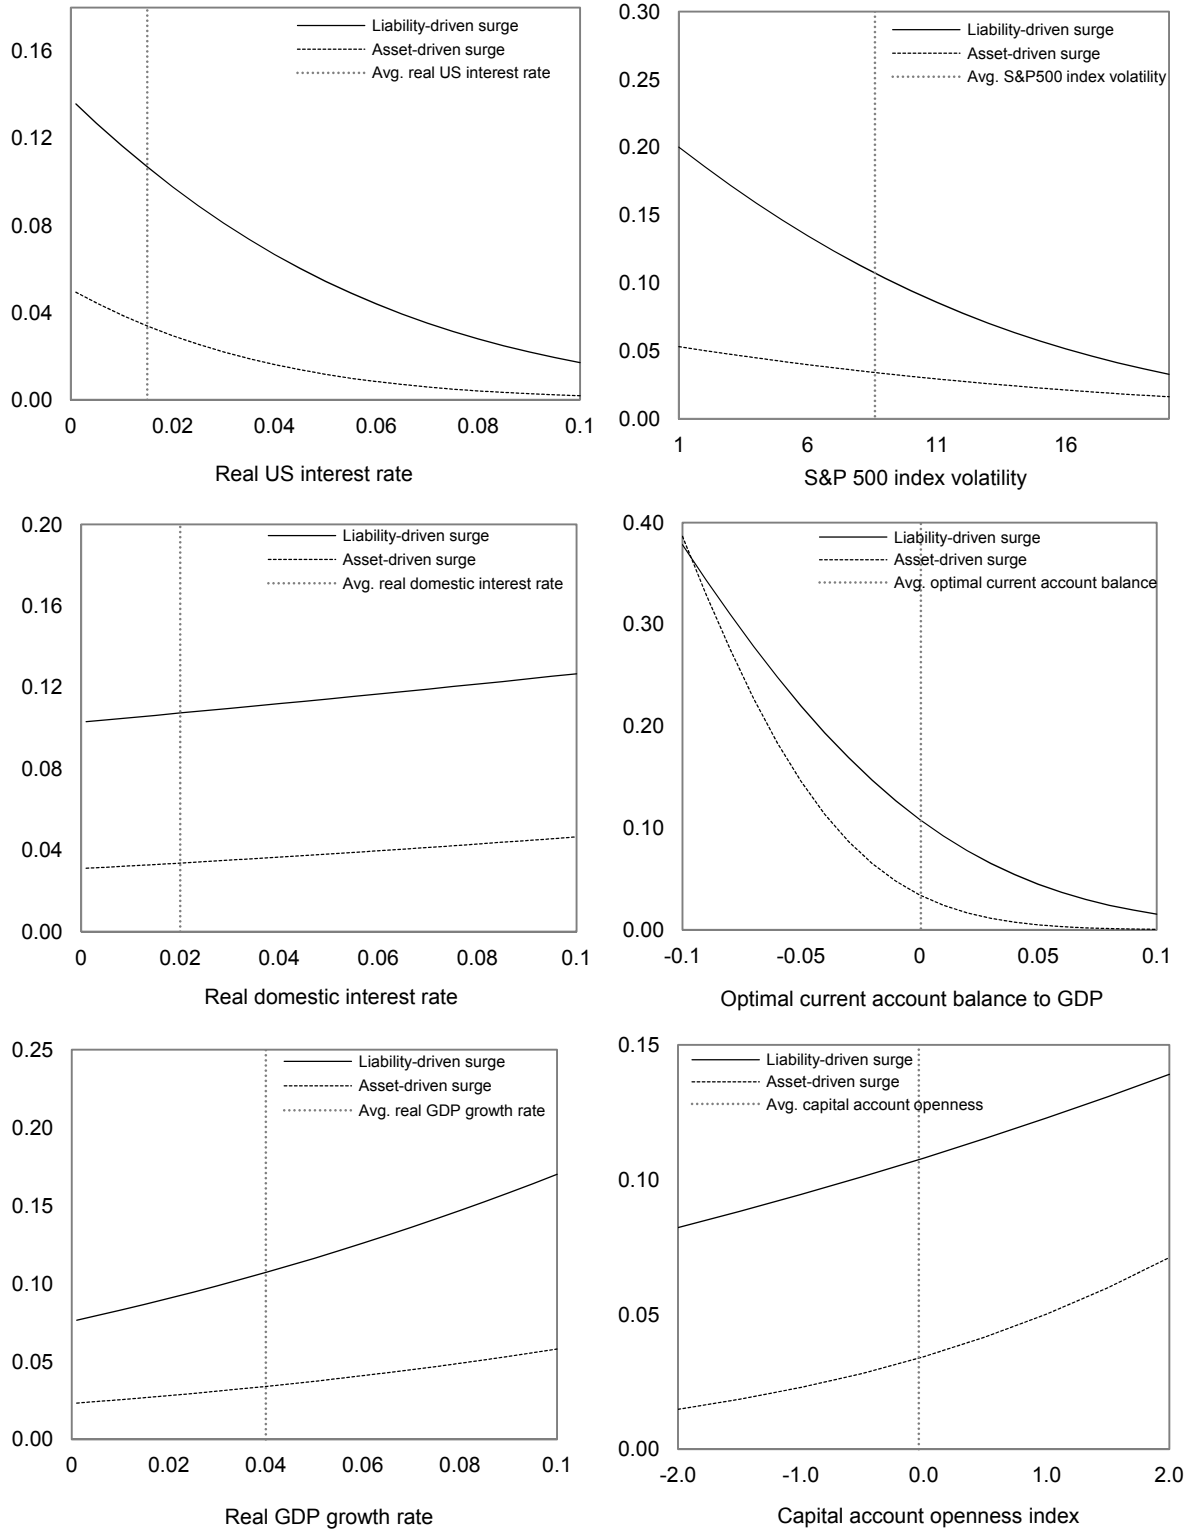 Liability-driven surge
Asset-driven surge
Avg. real US interest rate
0.16
0.12
0.08
0.04
0.00
0 0.02 0.04 0.06 0.08 0.1
Real US interest rate
Liability-driven surge
Asset-driven surge
Avg. S&P500 index volatility
0.30
0.25
0.20
0.15
0.10
0.05
0.00
1 6 11 16
S&P 500 index volatility
Liability-driven surge
Asset-driven surge
Avg. real domestic interest rate
0.20
0.16
0.12
0.08
0.04
0.00
0 0.02 0.04 0.06 0.08 0.1
Real domestic interest rate
Liability-driven surge
Asset-driven surge
Avg. optimal current account balance
0.40
0.30
0.20
0.10
0.00
-0.1 -0.05 0 0.05 0.1
Optimal current account balance to GDP
Liability-driven surge
Asset-driven surge
Avg. real GDP growth rate
0.25
0.20
0.15
0.10
0.05
0.00
0 0.02 0.04 0.06 0.08 0.1
Real GDP growth rate
Liability-driven surge
Asset-driven surge
Avg. capital account openness
0.15
0.10
0.05
0.00
-2.0 -1.0 0.0 1.0 2.0
Capital account openness index